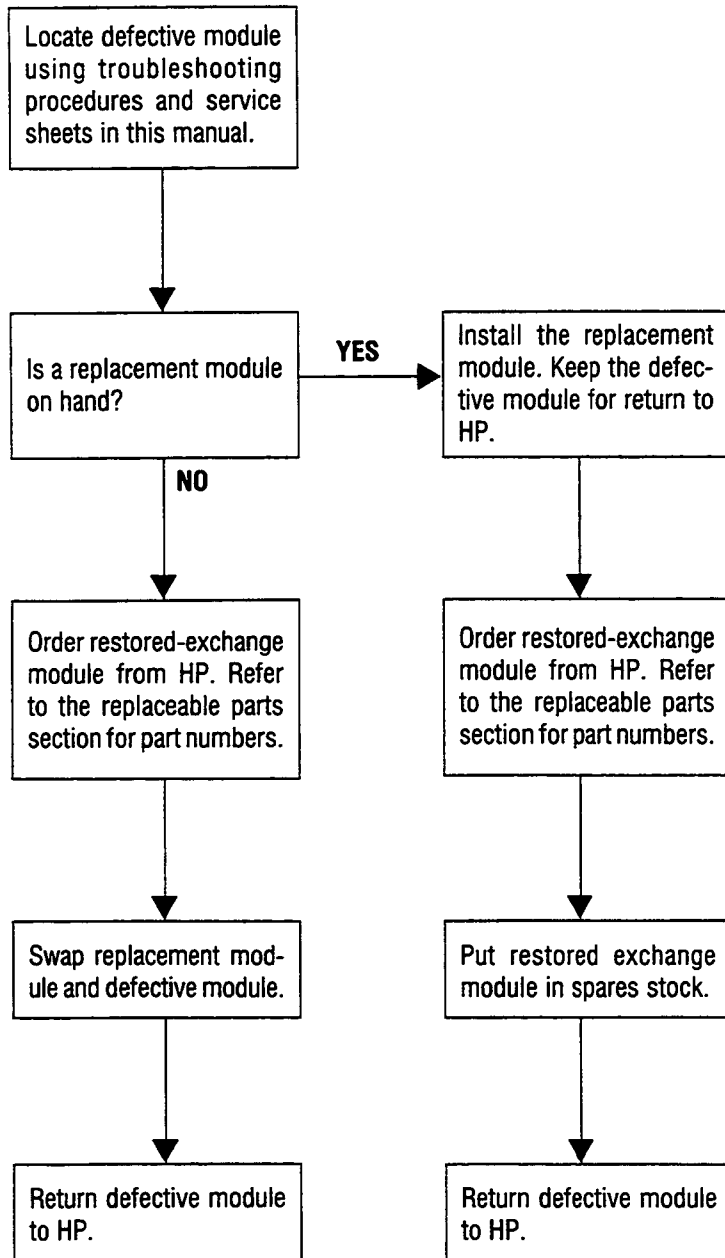 Locate defective module
using troubleshooting
procedures and service
sheets in this manual.
Is a replacement module
on hand?
YES
Install the replacement
module. Keep the defec-
tive module for return to
HP.
NO
Order restored-exchange
module from HP. Refer
to the replaceable parts
section for part numbers.
Order restored-exchange
module from HP. Refer
to the replaceable parts
section for part numbers.
Swap replacement mod-
ule and defective module.
Put restored exchange
module in spares stock.
Return defective module
to HP.
Return defective module
to HP.